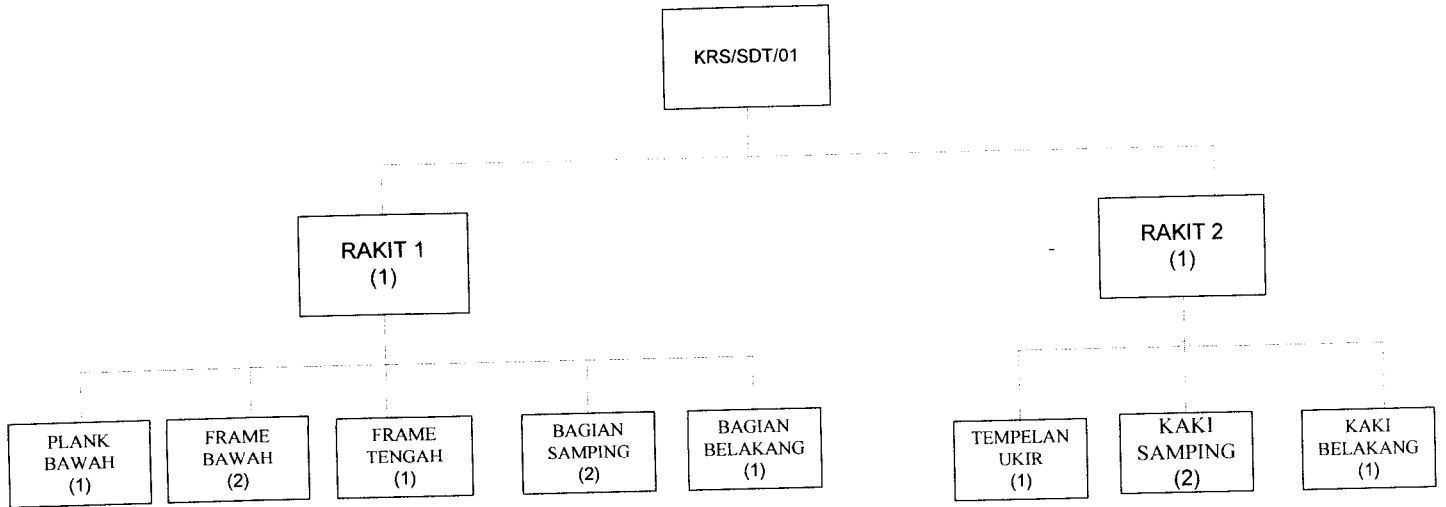 KRS/SDT/01
RAKIT 1
(1)
RAKIT 2
(1)
PLANK
BAWAH
(1)
FRAME
BAWAH
(2)
FRAME
TENGAH
(1)
BAGIAN
SAMPING
(2)
BAGIAN
BELAKANG
(1)
TEMPELAN
UKIR
(1)
KAKI
SAMPING
(2)
KAKI
BELAKANG
(1)